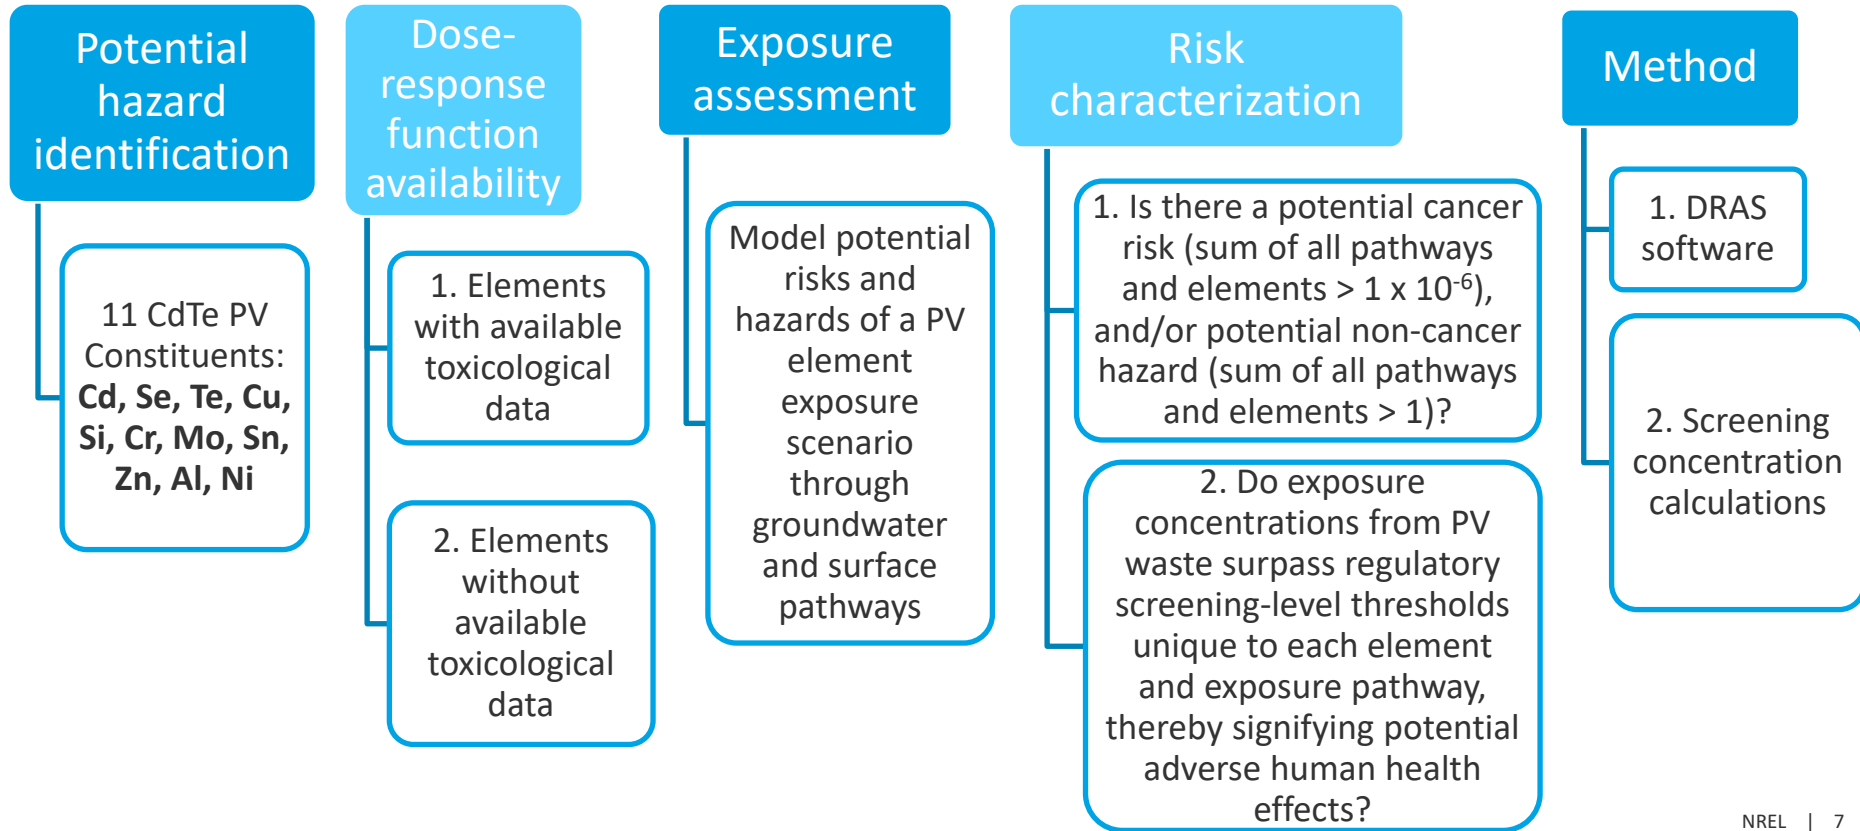 Potential
hazard
identification
11 CdTe PV
Constituents:
Cd, Se, Te, Cu,
Si, Cr, Mo, Sn,
Zn, Al, Ni
Dose-
response
function
availability
1. Elements
with available
toxicological
data
2. Elements
without
available
toxicological
data
Exposure
assessment
Model potential
risks and
hazards of a PV
element
exposure
scenario
through
groundwater
and surface
pathways
Risk
characterization
1. Is there a potential cancer
risk (sum of all pathways
and elements > 1 x 10⁻⁶),
and/or potential non-cancer
hazard (sum of all pathways
and elements > 1)?
2. Do exposure
concentrations from PV
waste surpass regulatory
screening-level thresholds
unique to each element
and exposure pathway,
thereby signifying potential
adverse human health
effects?
Method
1. DRAS
software
2. Screening
concentration
calculations
NREL | 7